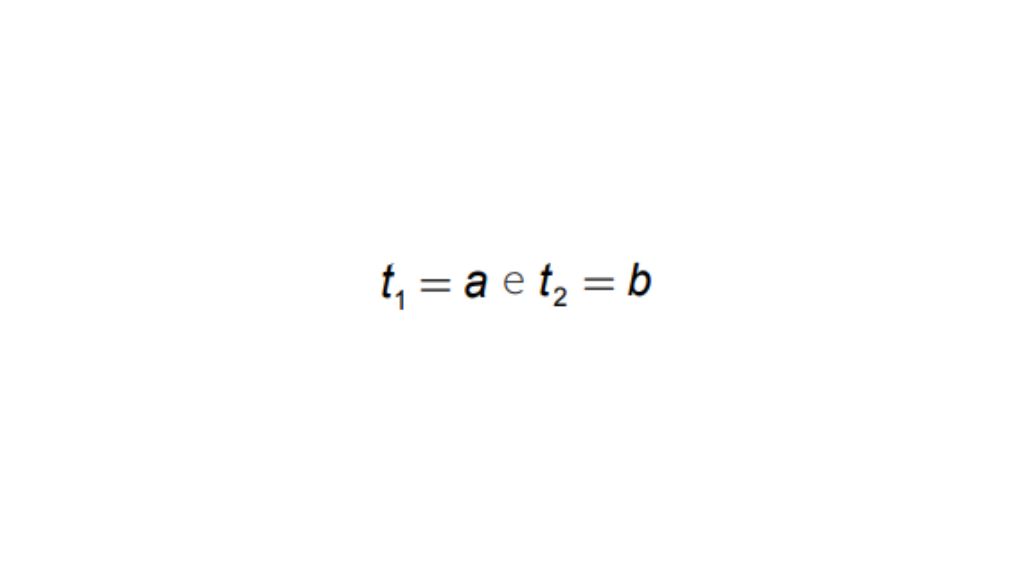 t₁ = a e t₂ = b